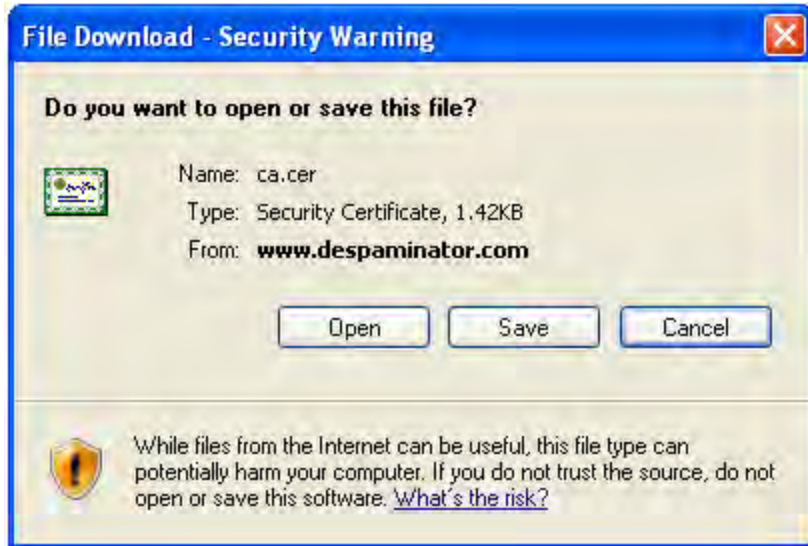 File Download - Security Warning
Do you want to open or save this file?
Name: ca.cer
Type: Security Certificate, 1.42KB
From: www.despaminator.com
Open Save Cancel
While files from the Internet can be useful, this file type can
potentially harm your computer. If you do not trust the source, do not
open or save this software. What's the risk?